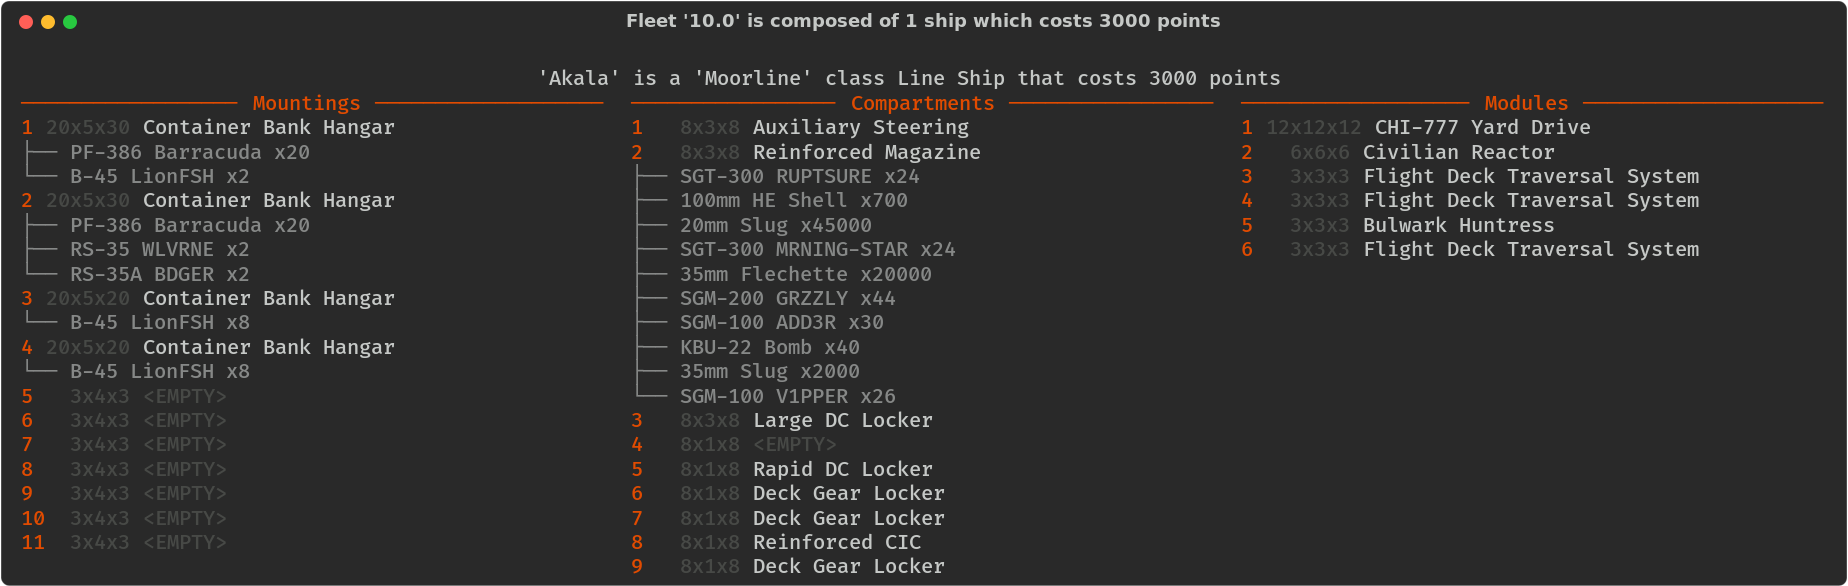 Fleet '10.0' is composed of 1 ship which costs 3000 points
'Akala' is a 'Moorline' class Line Ship that costs 3000 points
Mountings
1 20x5x30 Container Bank Hangar
PF-386 Barracuda x20
B-45 LionFSH x2
2 20x5x30 Container Bank Hangar
PF-386 Barracuda x20
RS-35 WLVRNE x2
RS-35A BDGER x2
3 20x5x20 Container Bank Hangar
B-45 LionFSH x8
4 20x5x20 Container Bank Hangar
B-45 LionFSH x8
5 3x4x3 <EMPTY>
6 3x4x3 <EMPTY>
7 3x4x3 <EMPTY>
8 3x4x3 <EMPTY>
9 3x4x3 <EMPTY>
10 3x4x3 <EMPTY>
11 3x4x3 <EMPTY>
Compartments
1 8x3x8 Auxiliary Steering
2 8x3x8 Reinforced Magazine
SGT-300 RUPTSURE x24
100mm HE Shell x700
20mm Slug x45000
SGT-300 MRNING-STAR x24
35mm Flechette x20000
SGM-200 GRZZLY x44
SGM-100 ADD3R x30
KBU-22 Bomb x40
35mm Slug x2000
SGM-100 V1PPER x26
3 8x3x8 Large DC Locker
4 8x1x8 <EMPTY>
5 8x1x8 Rapid DC Locker
6 8x1x8 Deck Gear Locker
7 8x1x8 Deck Gear Locker
8 8x1x8 Reinforced CIC
9 8x1x8 Deck Gear Locker
Modules
1 12x12x12 CHI-777 Yard Drive
2 6x6x6 Civilian Reactor
3 3x3x3 Flight Deck Traversal System
4 3x3x3 Flight Deck Traversal System
5 3x3x3 Bulwark Huntress
6 3x3x3 Flight Deck Traversal System